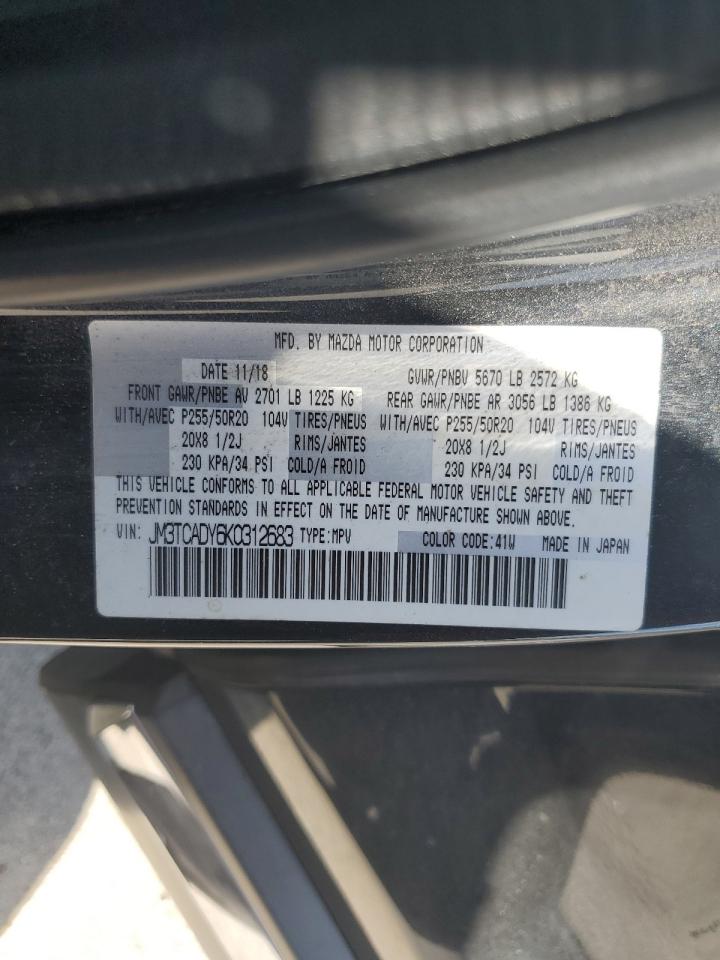 MFD. BY MAZDA MOTOR CORPORATION
DATE 11/18 GVWR/PNBV 5670 LB 2572 KG
FRONT GAWR/PNBE AV 2701 LB 1225 KG REAR GAWR/PNBE AR 3056 LB 1386 KG
WITH/AVEC P255/50R20 104V TIRES/PNEUS WITH/AVEC P255/50R20 104V TIRES/PNEUS
20X8 1/2J RIMS/JANTES 20X8 1/2J RIMS/JANTES
230 KPA/34 PSI COLD/A FROID 230 KPA/34 PSI COLD/A FROID
THIS VEHICLE CONFORMS TO ALL APPLICABLE FEDERAL MOTOR VEHICLE SAFETY AND THEFT
PREVENTION STANDARDS IN EFFECT ON THE DATE OF MANUFACTURE SHOWN ABOVE.
VIN: JM3TCADY6K0312683 TYPE:MPV COLOR CODE:41W MADE IN JAPAN